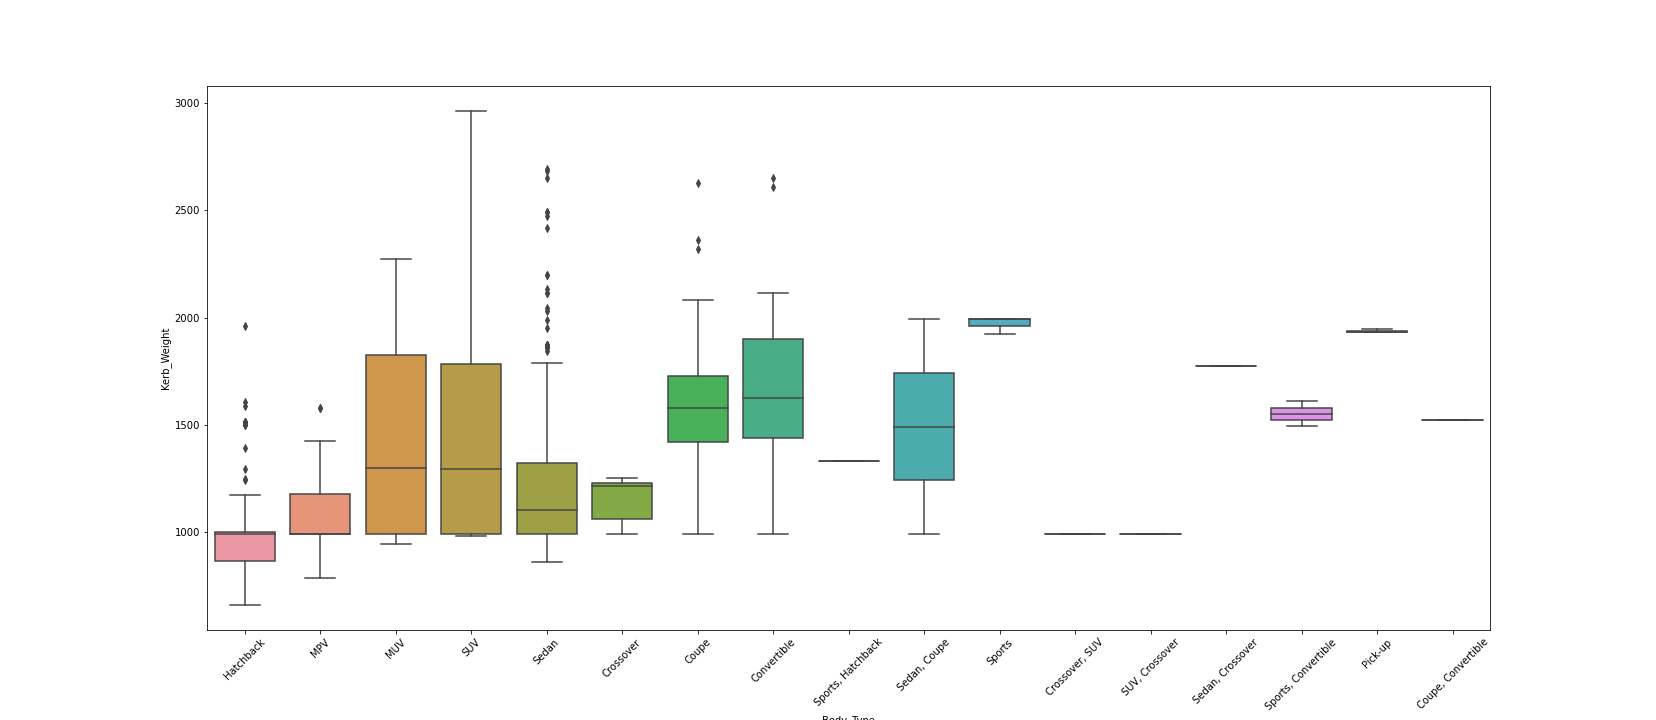 3000
2500
2000
1500
1000
Kerb_Weight
Hatchback
MPV
MUV
SUV
Sedan
Crossover
Coupe
Convertible
Sports, Hatchback
Sedan, Coupe
Sports
Crossover, SUV
SUV, Crossover
Sedan, Crossover
Sports, Convertible
Pick-up
Coupe, Convertible
Body_Type